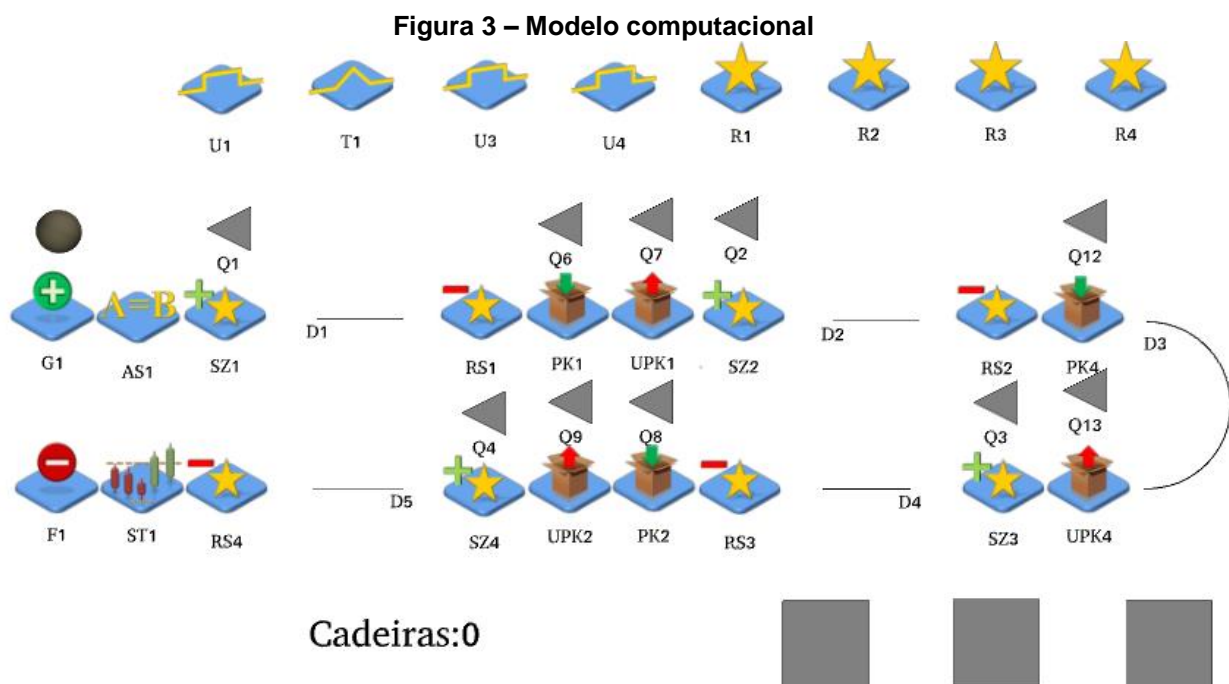 Figura 3 – Modelo computacional
U1 T1 U3 U4 R1 R2 R3 R4
Q1 Q6 Q7 Q2 Q12
A=B
D1 D2 D3
G1 AS1 SZ1 RS1 PK1 UPK1 SZ2 RS2 PK4
Q4 Q9 Q8 Q3 Q13
D5 D4
F1 ST1 RS4 SZ4 UPK2 PK2 RS3 SZ3 UPK4
Cadeiras:0